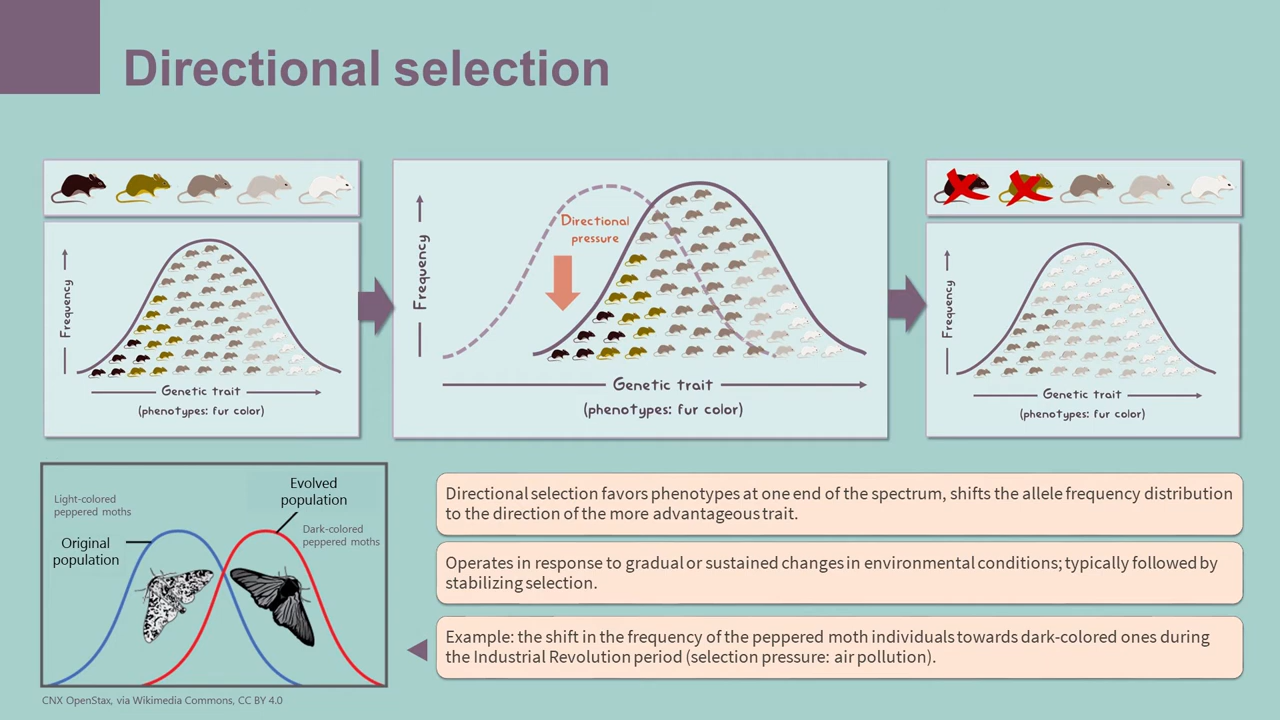 Directional selection
Frequency
Genetic trait
(phenotypes: fur color)
Directional
pressure
Frequency
Genetic trait
(phenotypes: fur color)
Frequency
Genetic trait
(phenotypes: fur color)
Light-colored
peppered moths
Original
population
Evolved
population
Dark-colored
peppered moths
CNX OpenStax, via Wikimedia Commons, CC BY 4.0
Directional selection favors phenotypes at one end of the spectrum, shifts the allele frequency distribution
to the direction of the more advantageous trait.
Operates in response to gradual or sustained changes in environmental conditions; typically followed by
stabilizing selection.
Example: the shift in the frequency of the peppered moth individuals towards dark-colored ones during
the Industrial Revolution period (selection pressure: air pollution).